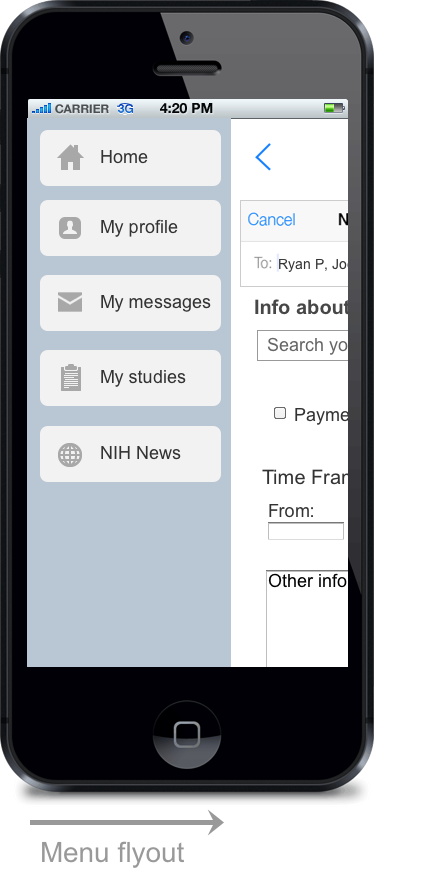 CARRIER 3G 4:20 PM
Home
My profile
My messages
My studies
NIH News
Cancel N
To: Ryan P, Jo
Info about
Search yo
Payme
Time Fran
From:
Other info
Menu flyout